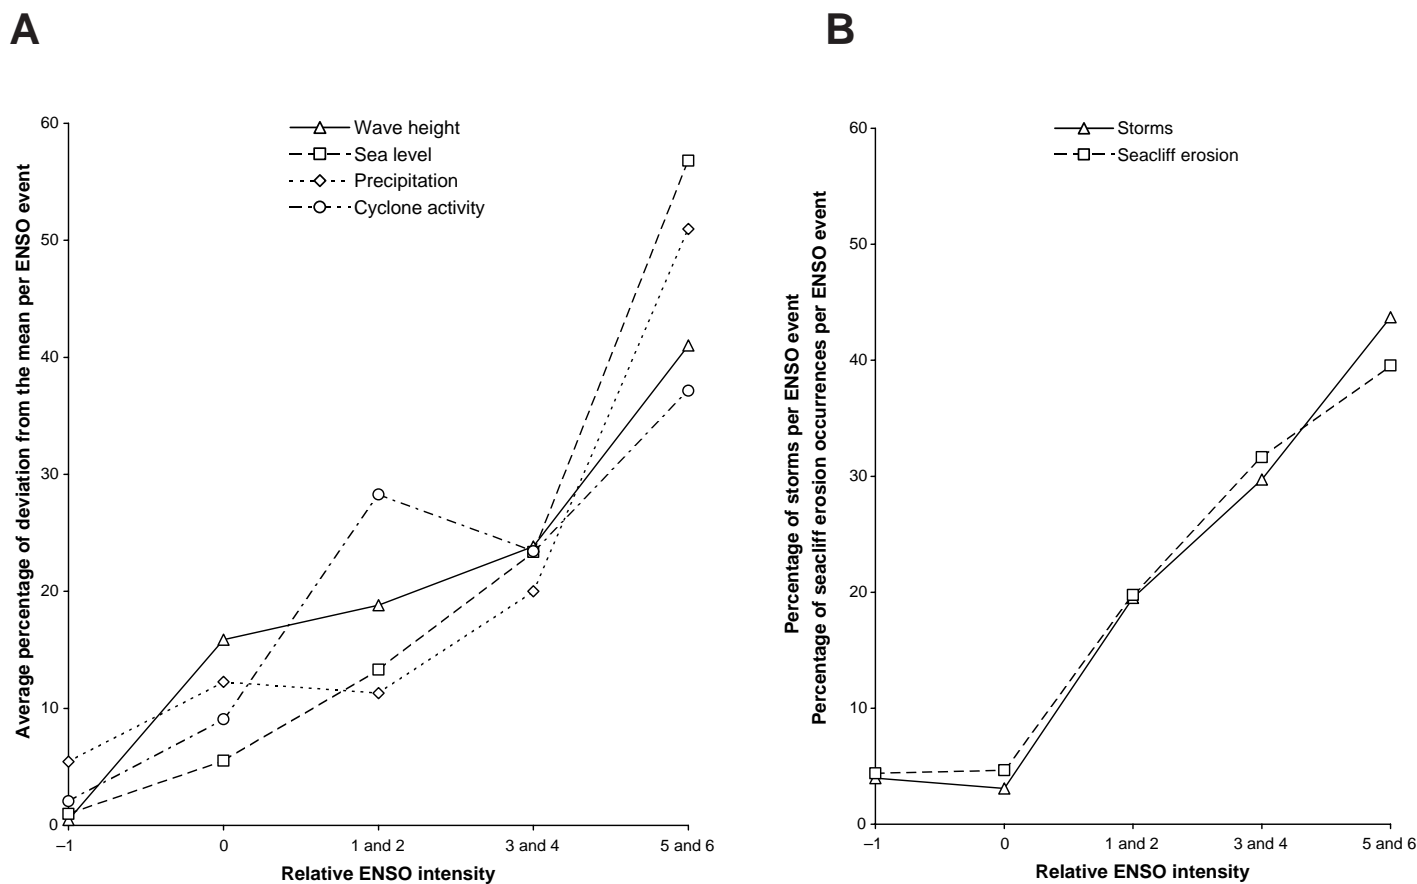 A
B
Average percentage of deviation from the mean per ENSO event
60
50
40
30
20
10
0
Wave height
Sea level
Precipitation
Cyclone activity
–1
0
1 and 2
3 and 4
5 and 6
Relative ENSO intensity
Percentage of storms per ENSO event
Percentage of seacliff erosion occurrences per ENSO event
60
50
40
30
20
10
0
Storms
Seacliff erosion
–1
0
1 and 2
3 and 4
5 and 6
Relative ENSO intensity